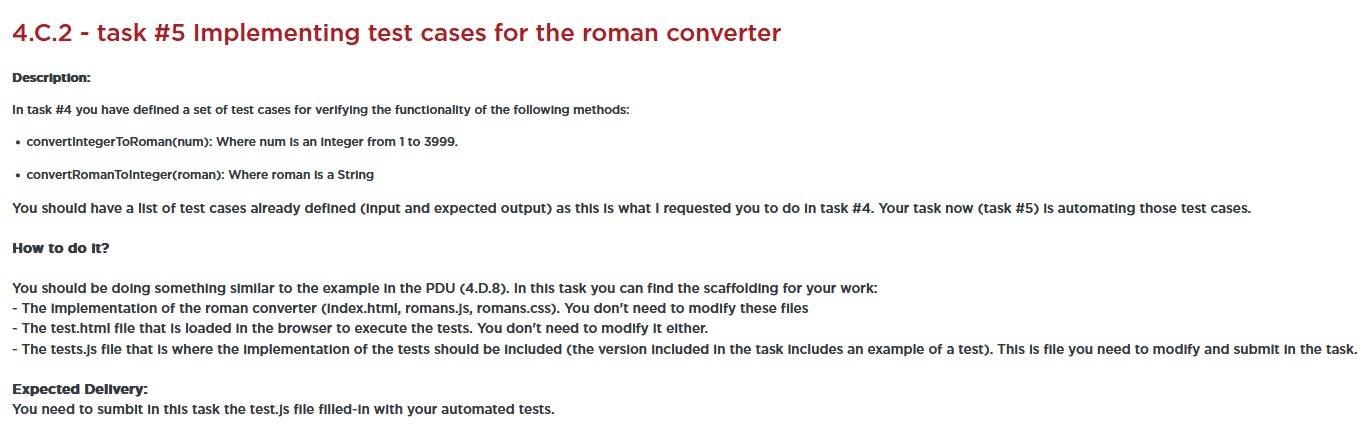 4.C.2 - task #5 Implementing test cases for the roman converter
Description:
In task #4 you have defined a set of test cases for verifying the functionality of the following methods:
• convertIntegerToRoman(num): Where num is an integer from 1 to 3999.
• convertRomanToInteger(roman): Where roman is a String
You should have a list of test cases already defined (input and expected output) as this is what I requested you to do in task #4. Your task now (task #5) is automating those test cases.
How to do it?
You should be doing something similar to the example in the PDU (4.D.8). In this task you can find the scaffolding for your work:
- The implementation of the roman converter (index.html, romans.js, romans.css). You don't need to modify these files
- The test.html file that is loaded in the browser to execute the tests. You don't need to modify it either.
- The tests.js file that is where the implementation of the tests should be included (the version included in the task includes an example of a test). This is file you need to modify and submit in the task.
Expected Delivery:
You need to sumbit in this task the test.js file filled-in with your automated tests.